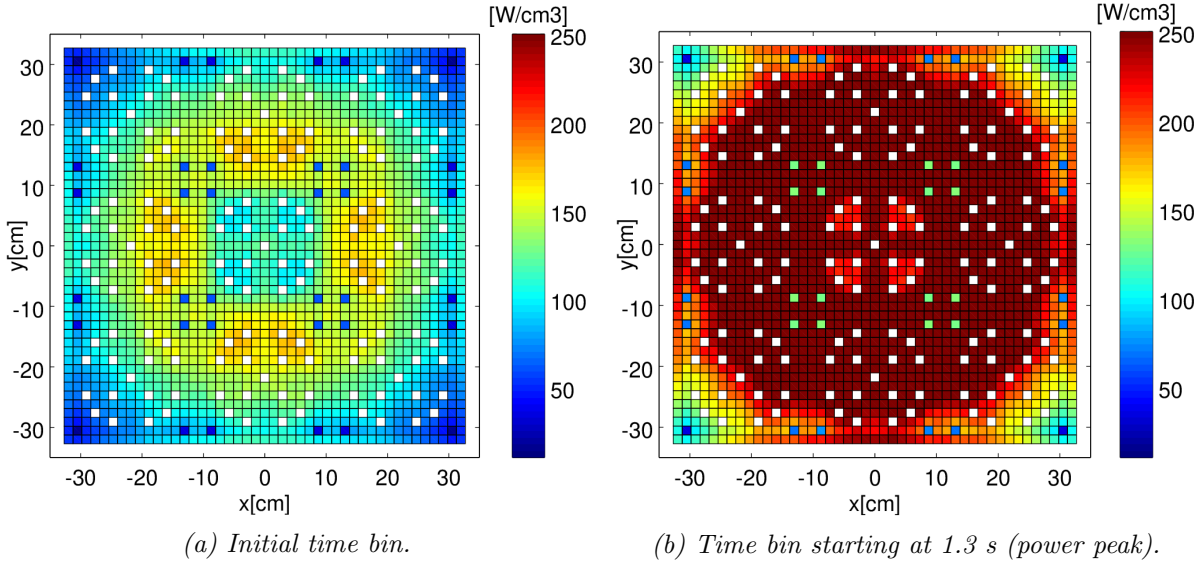 [W/cm3]
250
200
150
100
50
30
20
10
0
-10
-20
-30
y[cm]
-30 -20 -10 0 10 20 30
x[cm]
(a) Initial time bin.
[W/cm3]
250
200
150
100
50
30
20
10
0
-10
-20
-30
y[cm]
-30 -20 -10 0 10 20 30
x[cm]
(b) Time bin starting at 1.3 s (power peak).